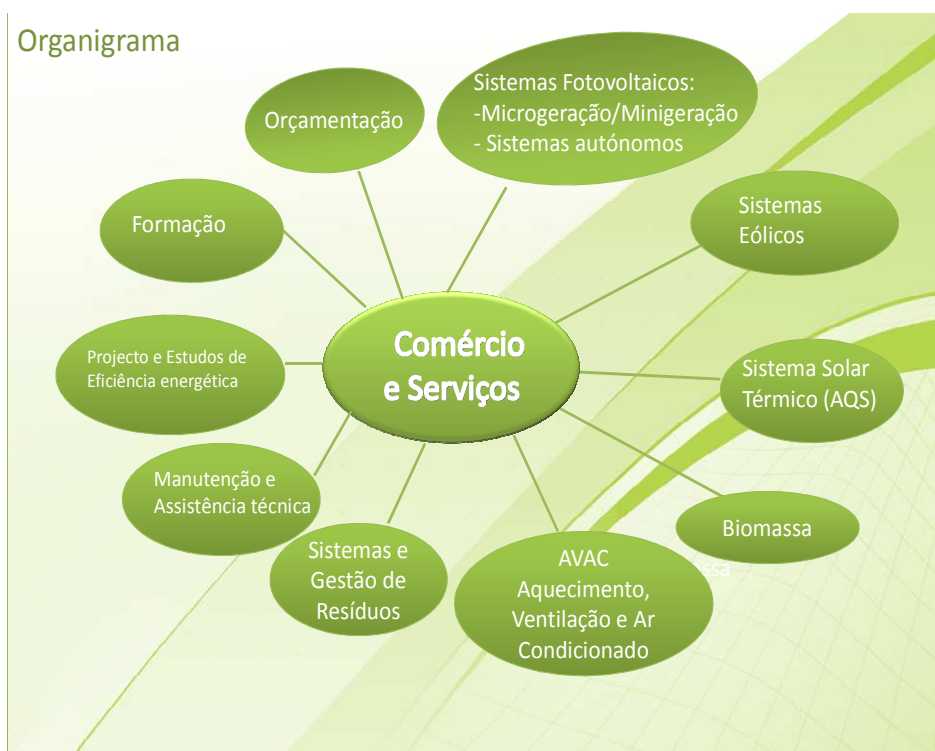 Organigrama
Orçamentação
Sistemas Fotovoltaicos:
-Microgeração/Minigeração
- Sistemas autónomos
Formação
Sistemas
Eólicos
Comércio
e Serviços
Projecto e Estudos de
Eficiência energética
Sistema Solar
Térmico (AQS)
Manutenção e
Assistência técnica
Biomassa
Sistemas e
Gestão de
Resíduos
AVAC
Aquecimento,
Ventilação e Ar
Condicionado